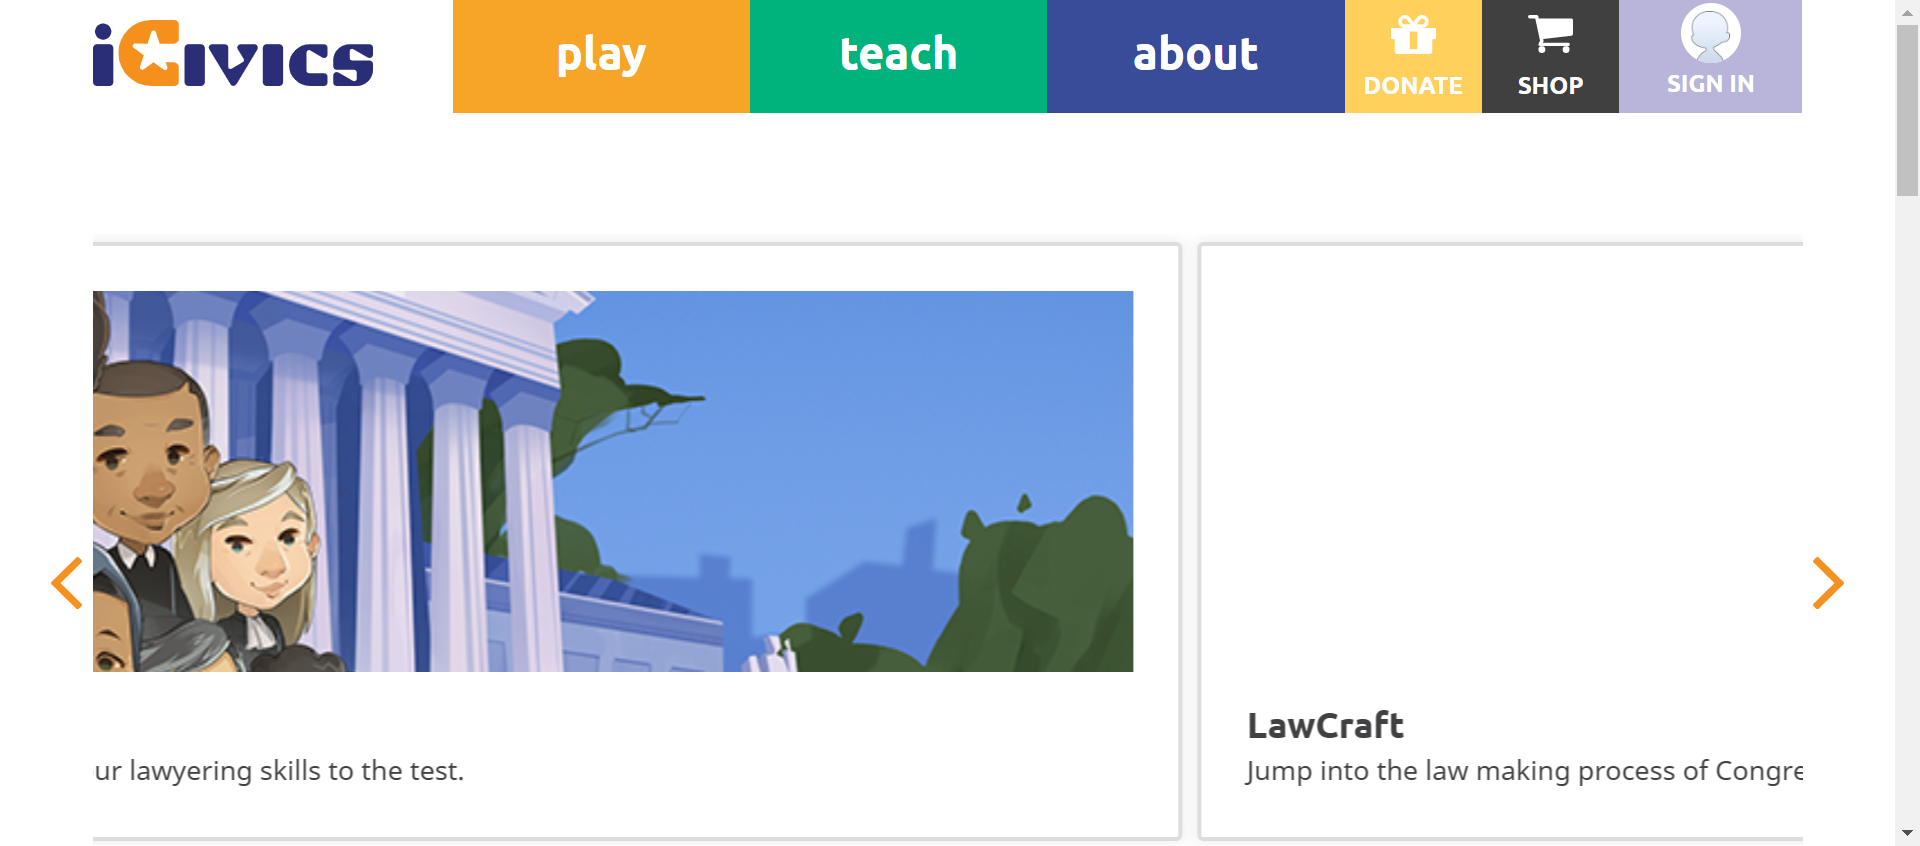 iCivics
play
teach
about
DONATE
SHOP
SIGN IN
ur lawyering skills to the test.
LawCraft
Jump into the law making process of Congre